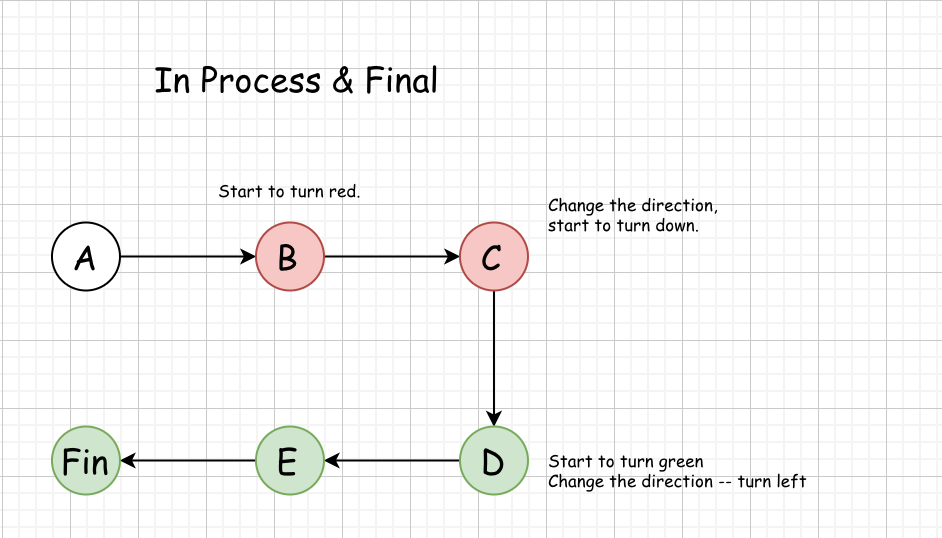 In Process & Final
Start to turn red.
Change the direction,
start to turn down.
A
B
C
Fin
E
D
Start to turn green
Change the direction -- turn left